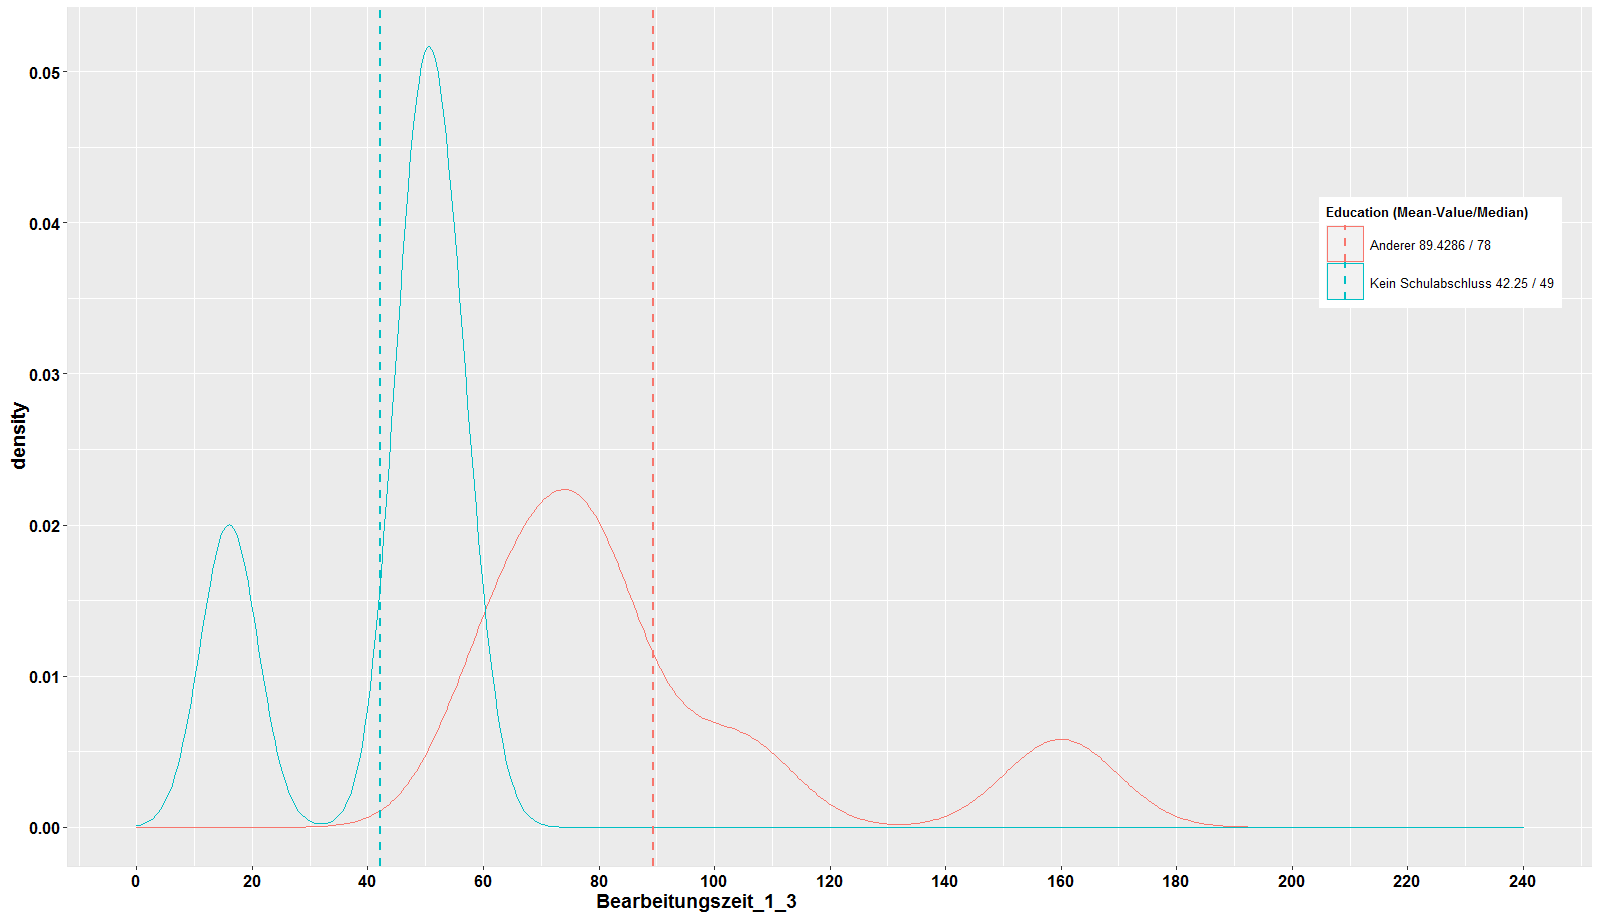 0.05
0.04
0.03
0.02
0.01
0.00
density
0 20 40 60 80 100 120 140 160 180 200 220 240
Bearbeitungszeit_1_3
Education (Mean-Value/Median)
Anderer 89.4286 / 78
Kein Schulabschluss 42.25 / 49